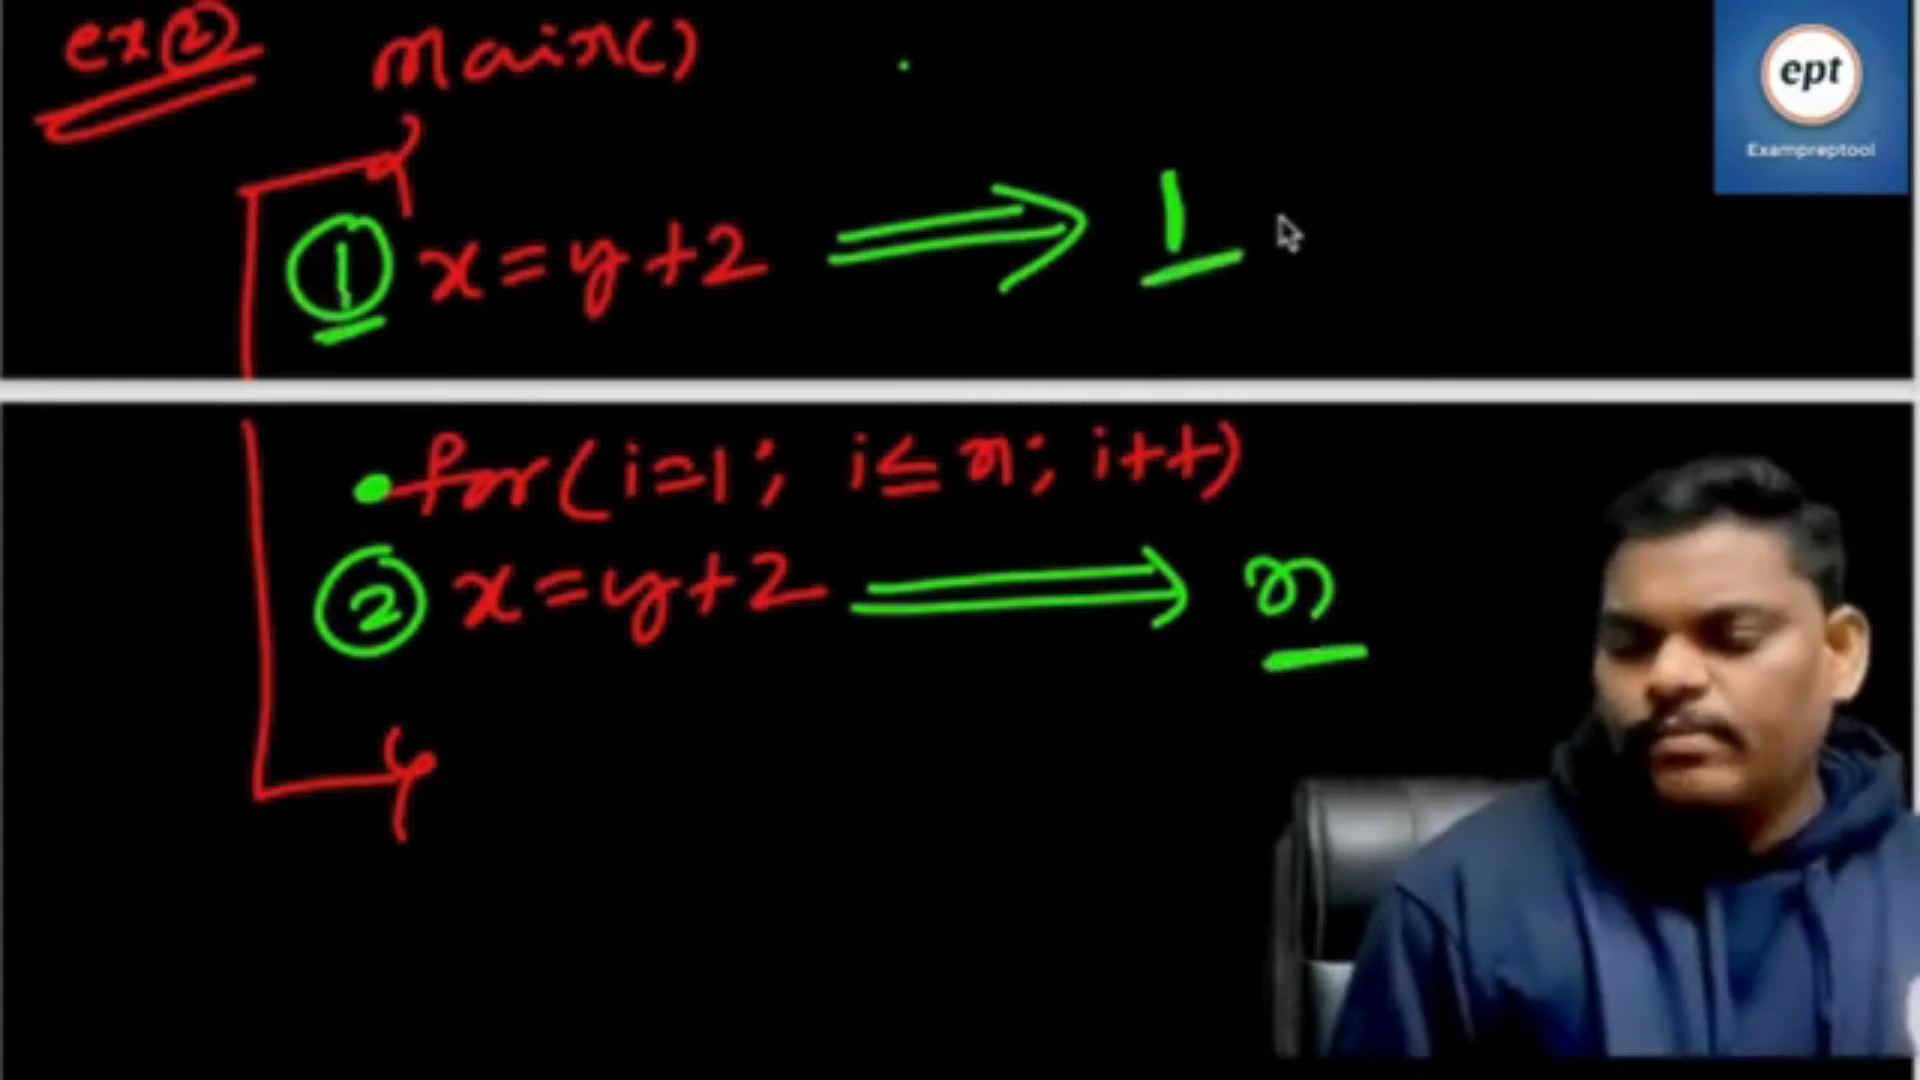 ex②
main()
{
① x=y+2 ⇒ 1
for(i=1; i≤n; i++)
② x=y+2 ⇒ n
}
ept
Exampreptool